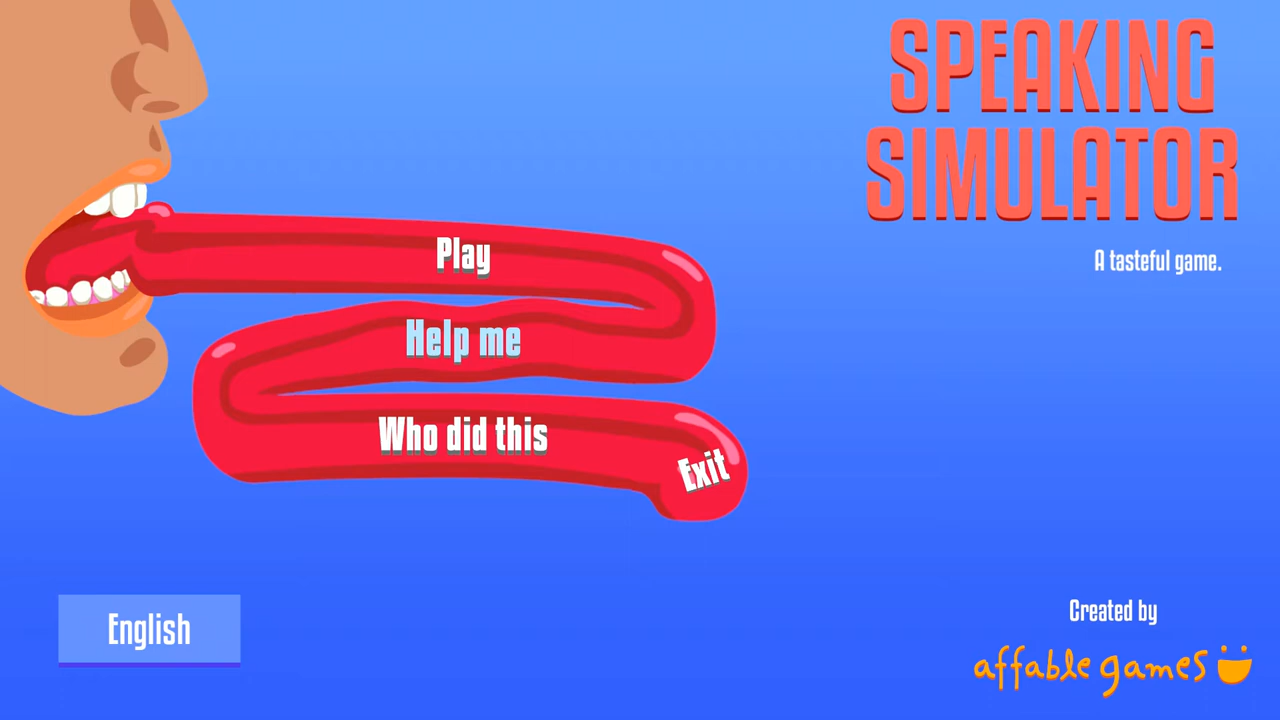 SPEAKING
SIMULATOR
A tasteful game.
Play
Help me
Who did this
Exit
English
Created by
affable games